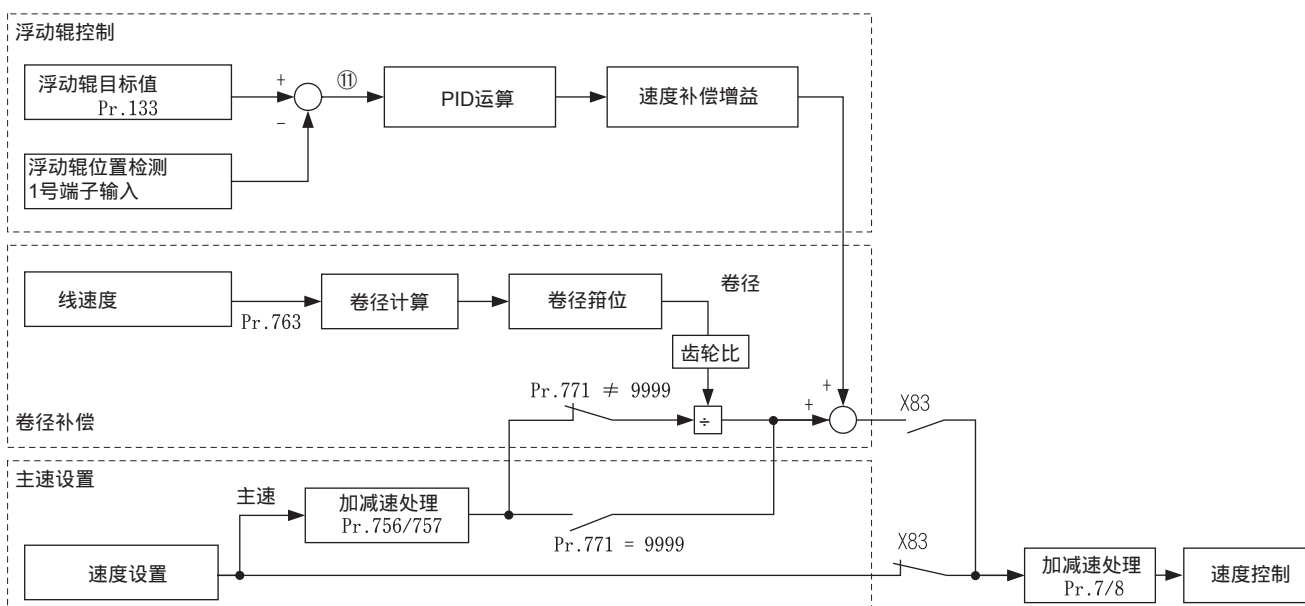 浮动辊控制
浮动辊目标值
Pr.133
+
⑪
−
PID运算
速度补偿增益
浮动辊位置检测
1号端子输入
线速度
Pr.763
卷径计算
卷径箝位
卷径
齿轮比
Pr.771 ≠ 9999
÷
+
+
X83
卷径补偿
主速设置
主速
加减速处理
Pr.756/757
Pr.771 = 9999
速度设置
X83
加减速处理
Pr.7/8
速度控制